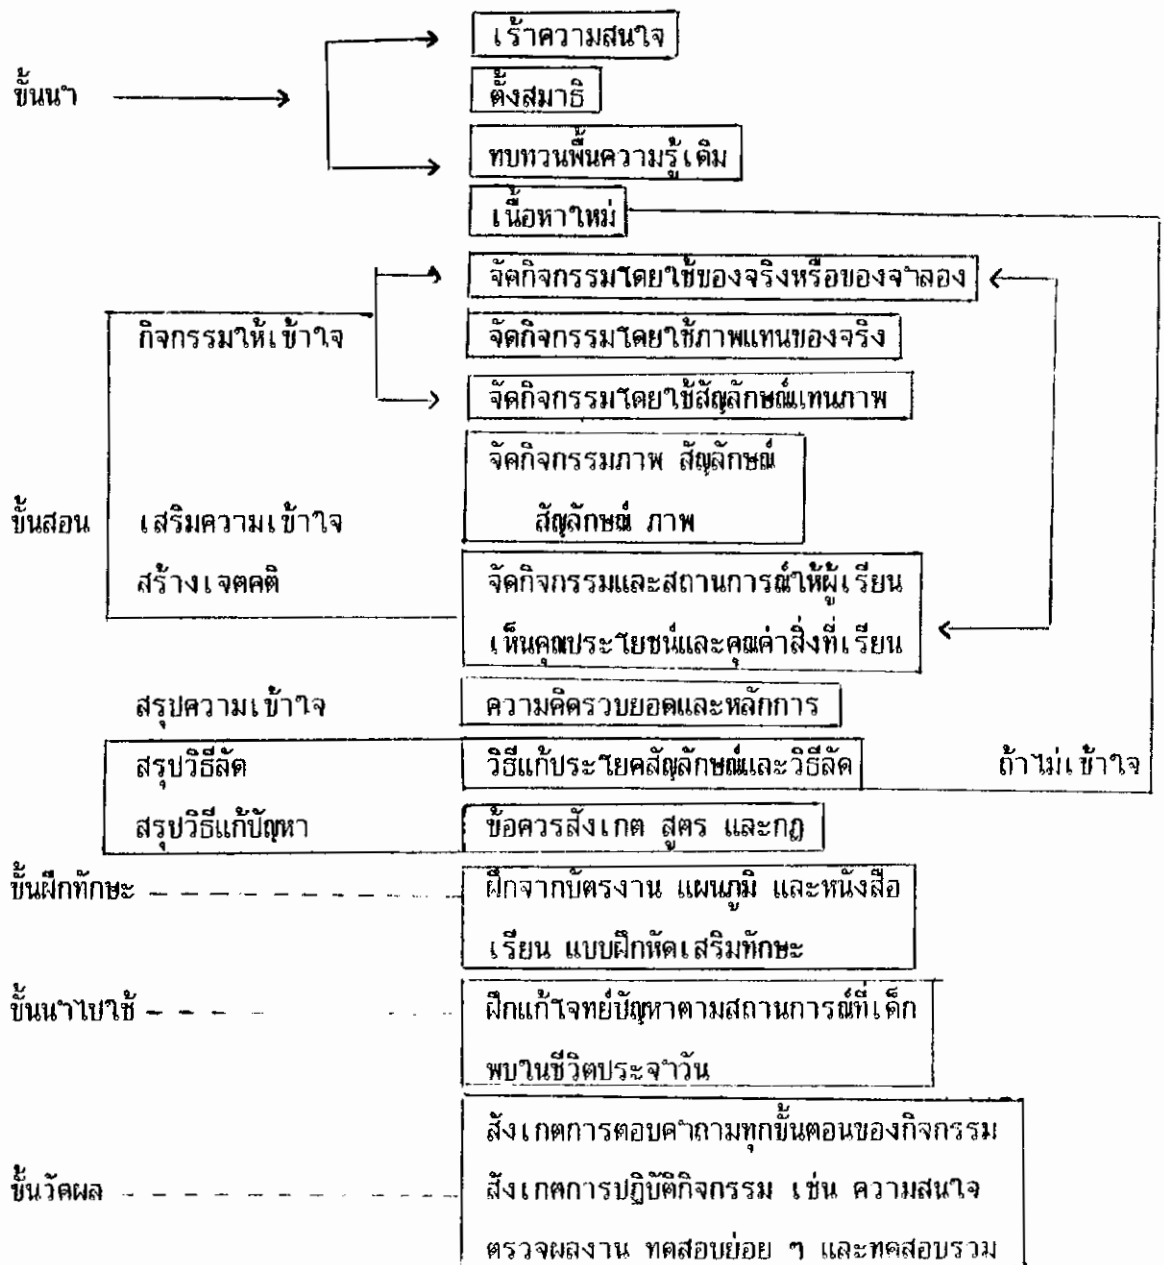 เร้าความสนใจ
ขั้นนำ
ตั้งสมาธิ
ทบทวนพื้นความรู้เดิม
เนื้อหาใหม่
จัดกิจกรรมโดยใช้ของจริงหรือของจำลอง
กิจกรรมให้เข้าใจ
จัดกิจกรรมโดยใช้ภาพแทนของจริง
จัดกิจกรรมโดยใช้สัญลักษณ์แทนภาพ
จัดกิจกรรมภาพ สัญลักษณ์
ขั้นสอน
เสริมความเข้าใจ
สัญลักษณ์ ภาพ
สร้างเจตคติ
จัดกิจกรรมและสถานการณ์ให้ผู้เรียน
เห็นคุณประโยชน์และคุณค่าสิ่งที่เรียน
สรุปความเข้าใจ
ความคิดรวบยอดและหลักการ
สรุปวิธีลัด
วิธีแก้ประโยคสัญลักษณ์และวิธีลัด
ถ้าไม่เข้าใจ
สรุปวิธีแก้ปัญหา
ข้อควรสังเกต สูตร และกฎ
ขั้นฝึกทักษะ
ฝึกจากบัตรงาน แผนภูมิ และหนังสือ
เรียน แบบฝึกหัดเสริมทักษะ
ขั้นนำไปใช้
ฝึกแก้โจทย์ปัญหาตามสถานการณ์ที่เด็ก
พบในชีวิตประจำวัน
สังเกตการตอบคำถามทุกขั้นตอนของกิจกรรม
ขั้นวัดผล
สังเกตการปฏิบัติกิจกรรม เช่น ความสนใจ
ตรวจผลงาน ทดสอบย่อย ๆ และทดสอบรวม